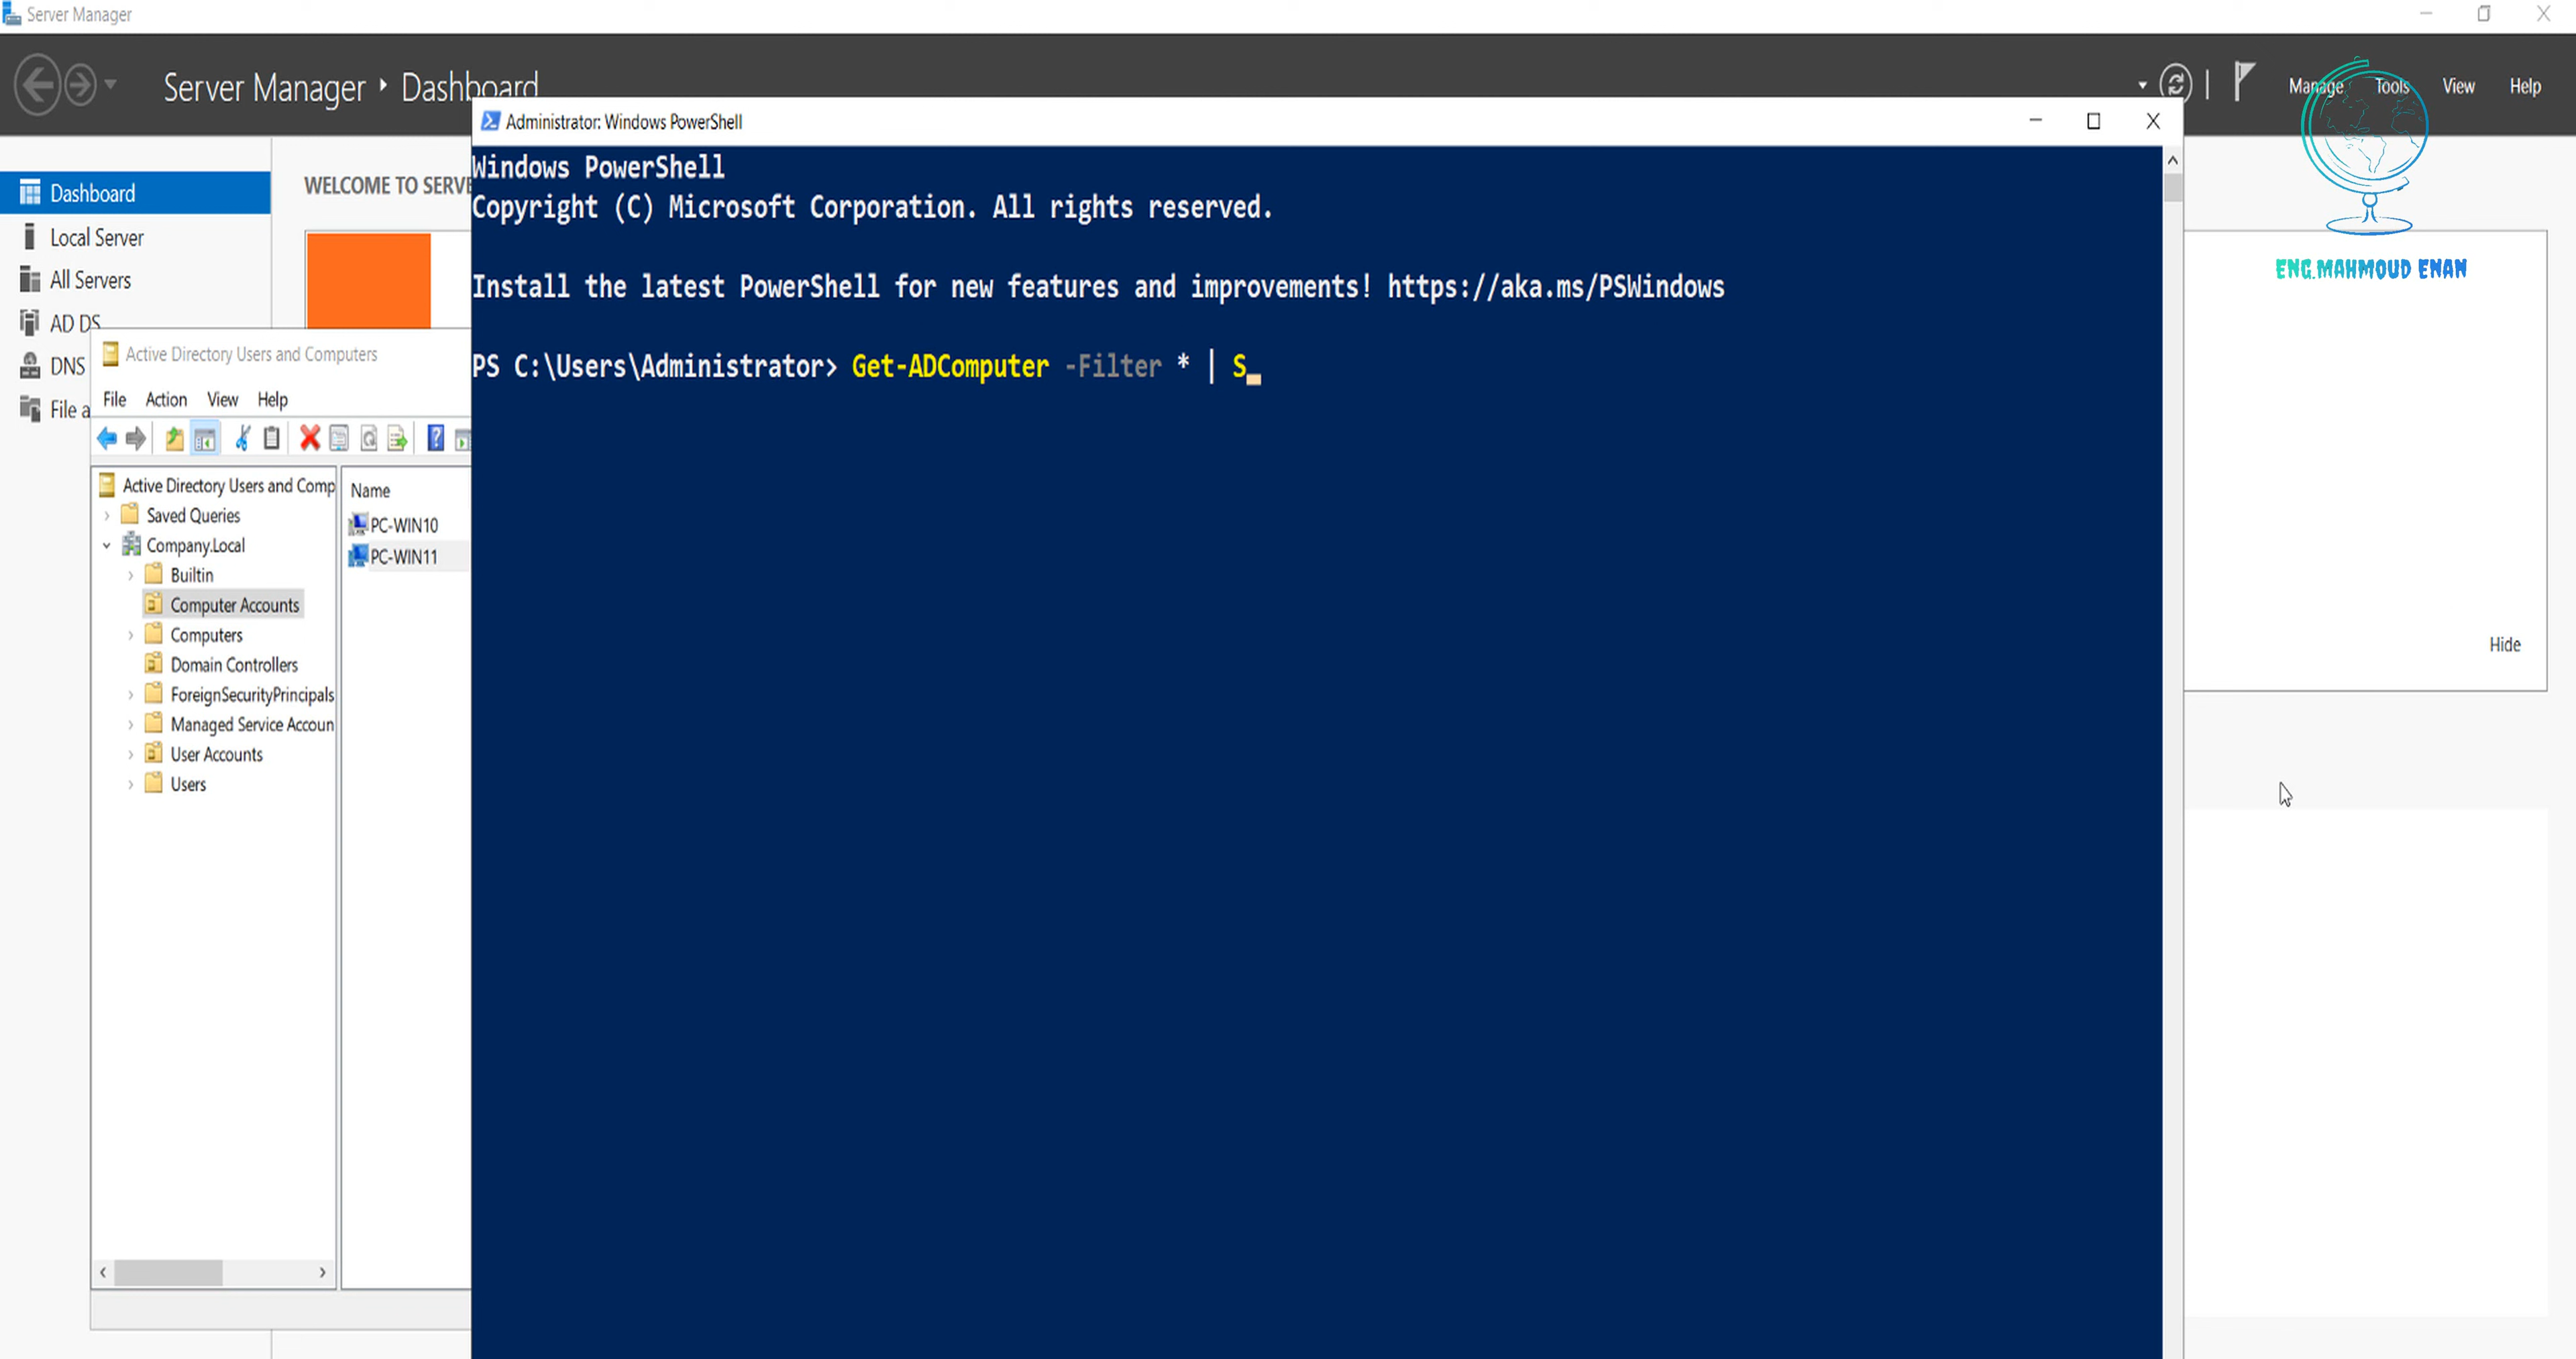 Server Manager
Server Manager Dashboard
Manage Tools View Help
Administrator: Windows PowerShell
Windows PowerShell
Copyright (C) Microsoft Corporation. All rights reserved.
Install the latest PowerShell for new features and improvements! https://aka.ms/PSWindows
PS C:\Users\Administrator> Get-ADComputer -Filter * | S_
Dashboard
Local Server
All Servers
AD DS
DNS
File a
WELCOME TO SERVE
Active Directory Users and Computers
File Action View Help
Active Directory Users and Comp
Saved Queries
Company.Local
Builtin
Computer Accounts
Computers
Domain Controllers
ForeignSecurityPrincipals
Managed Service Accoun
User Accounts
Users
Name
PC-WIN10
PC-WIN11
ENG.MAHMOUD ENAN
Hide